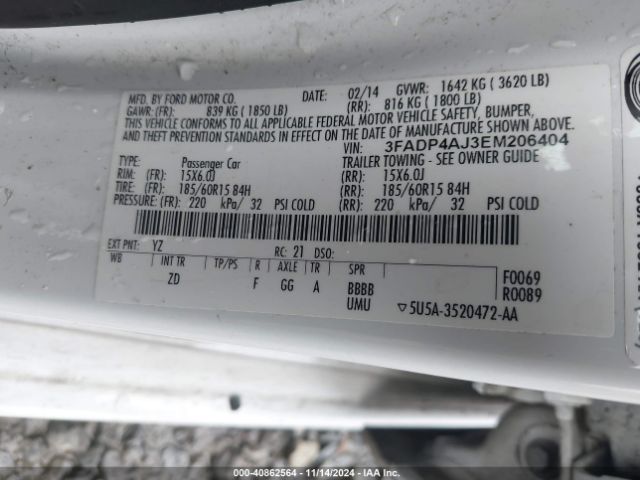 MFD. BY FORD MOTOR CO.
DATE: 02/14 GVWR: 1642 KG ( 3620 LB)
GAWR: (FR): 839 KG ( 1850 LB) (RR): 816 KG ( 1800 LB)
THIS VEHICLE CONFORMS TO ALL APPLICABLE FEDERAL MOTOR VEHICLE SAFETY, BUMPER,
AND THEFT PREVENTION STANDARDS IN EFFECT ON THE DATE OF MANUFACTURE SHOWN ABOVE.
VIN: 3FADP4AJ3EM206404
TYPE: Passenger Car TRAILER TOWING - SEE OWNER GUIDE
RIM: (FR): 15X6.0J (RR): 15X6.0J
TIRE: (FR): 185/60R15 84H (RR): 185/60R15 84H
PRESSURE: (FR): 220 kPa/ 32 PSI COLD (RR): 220 kPa/ 32 PSI COLD
EXT PNT: YZ RC: 21 DSO:
WB INT TR TP/PS R AXLE TR SPR
ZD F GG A BBBB
UMU
F0069
R0089
▽5U5A-3520472-AA
000-40862564 - 11/14/2024 - IAA Inc.